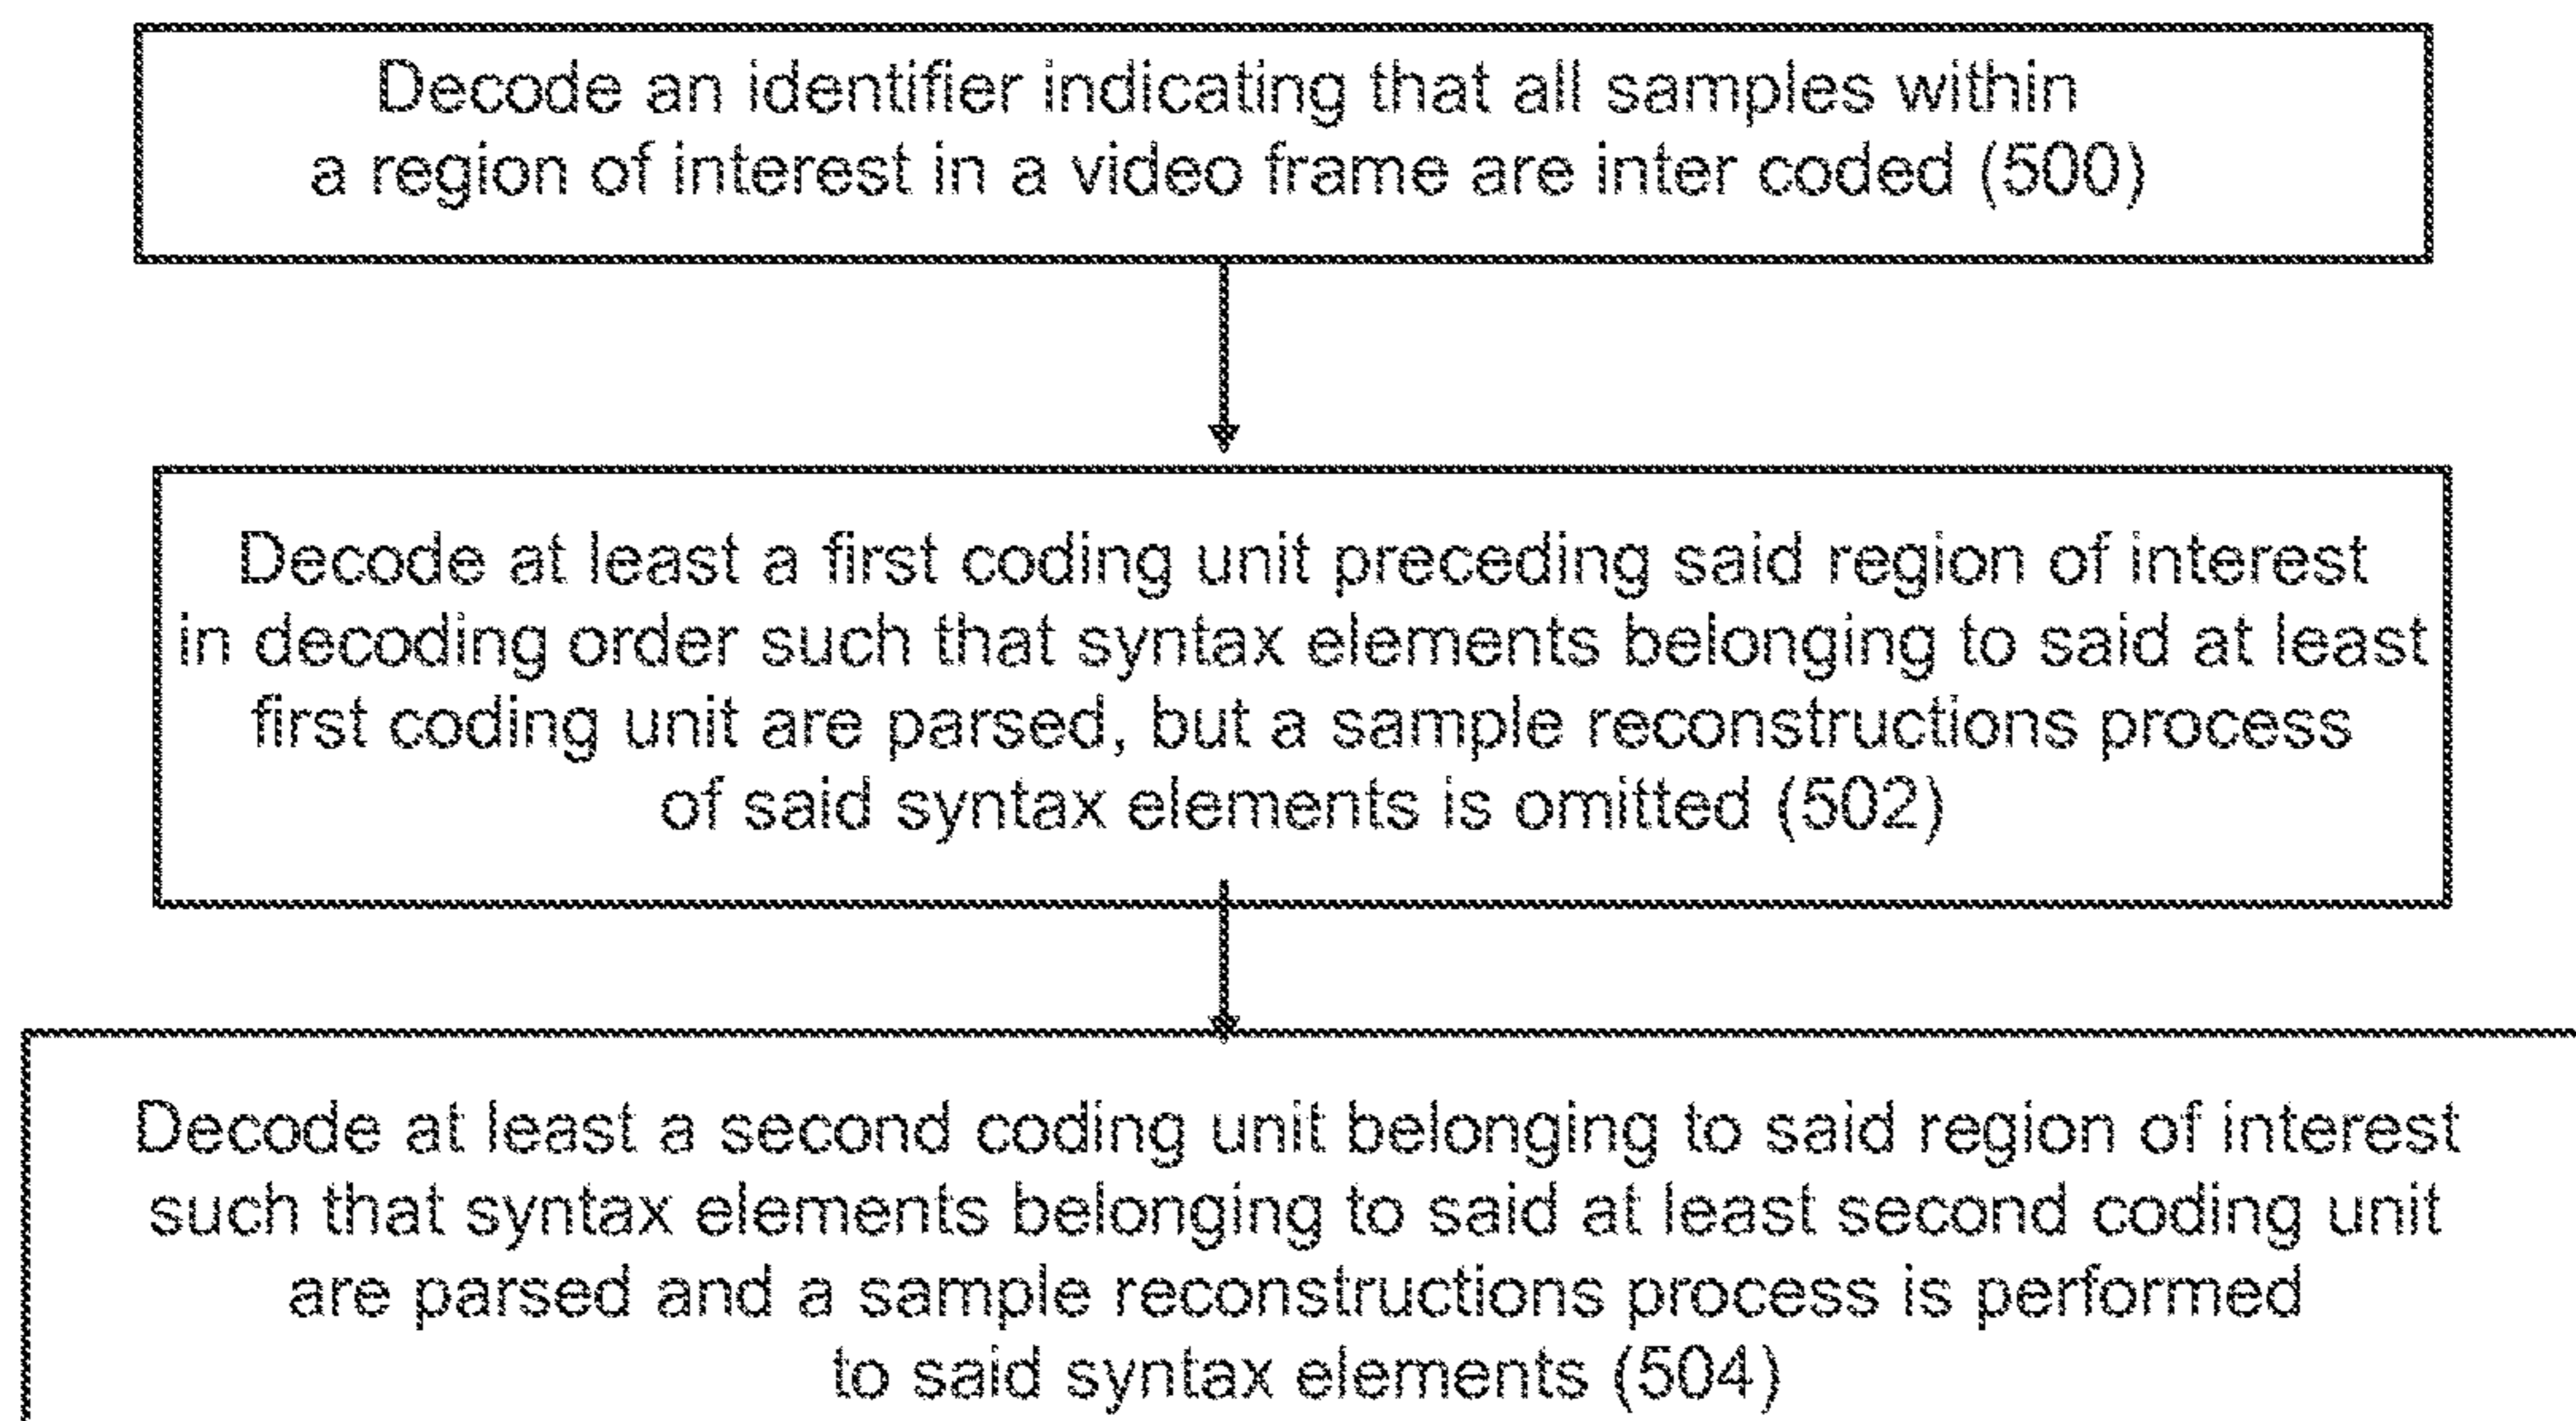 Decode an identifier indicating that all samples within
a region of interest in a video frame are inter coded (500)
Decode at least a first coding unit preceding said region of interest
in decoding order such that syntax elements belonging to said at least
first coding unit are parsed, but a sample reconstructions process
of said syntax elements is omitted (502)
Decode at least a second coding unit belonging to said region of interest
such that syntax elements belonging to said at least second coding unit
are parsed and a sample reconstructions process is performed
to said syntax elements (504)